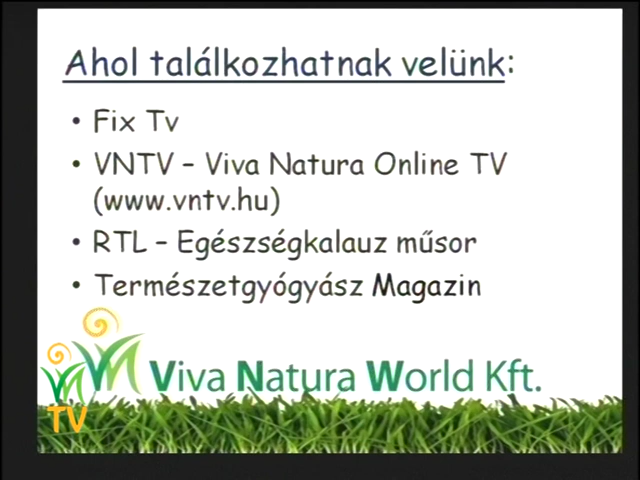 Ahol találkozhatnak velünk:
• Fix Tv
• VNTV – Viva Natura Online TV
(www.vntv.hu)
• RTL – Egészségkalauz műsor
• Természetgyógyász Magazin
Viva Natura World Kft.
TV